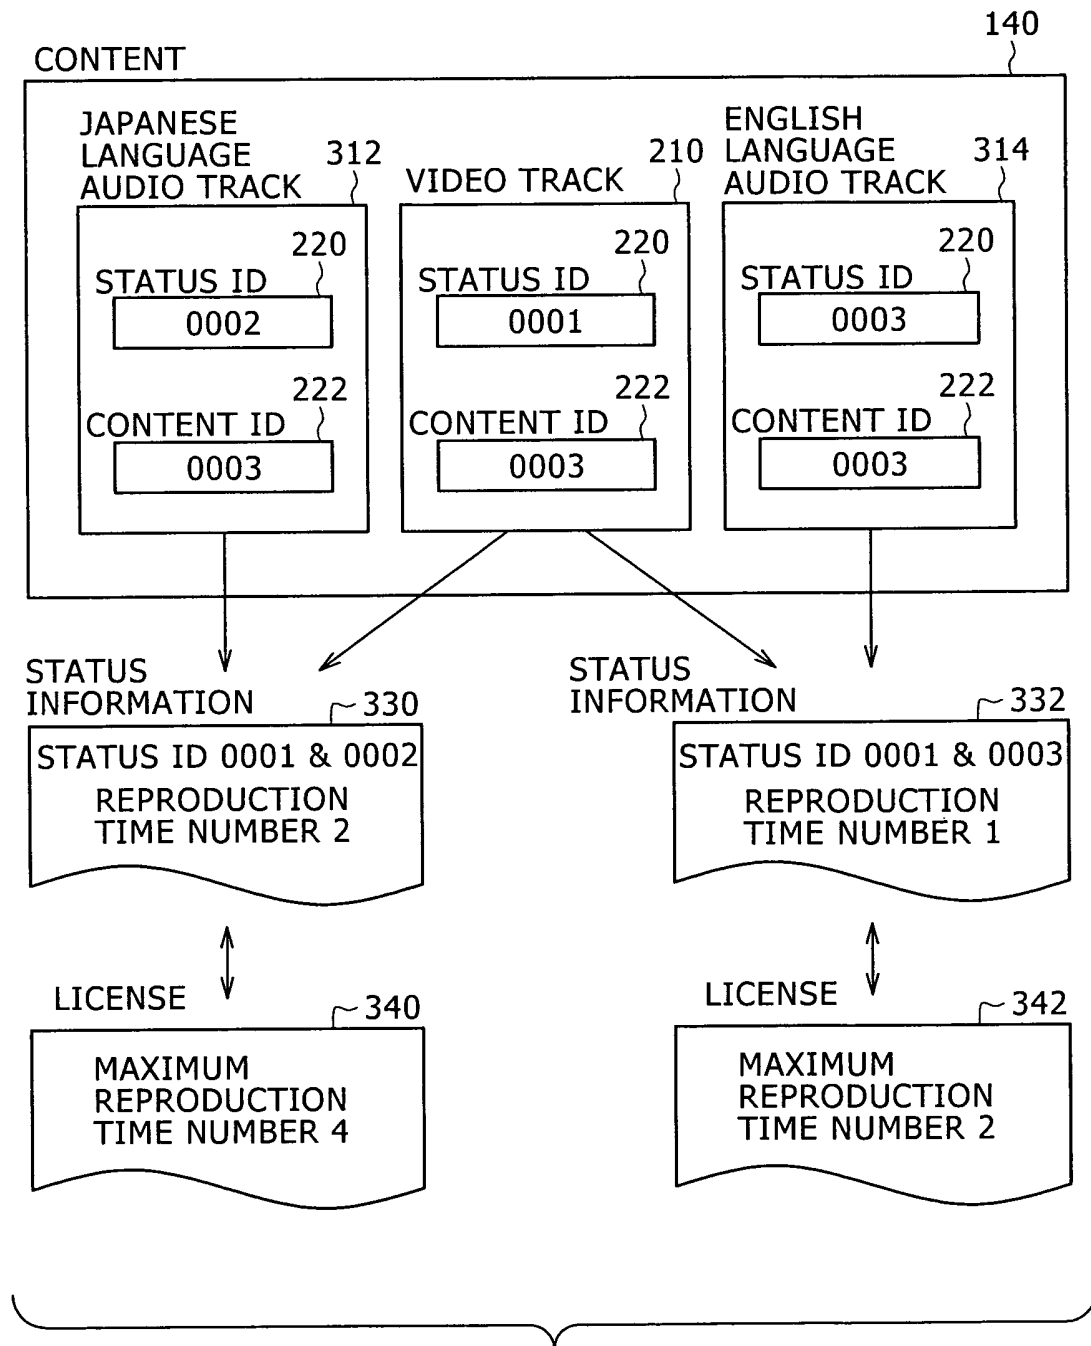 140
CONTENT
JAPANESE
LANGUAGE
AUDIO TRACK
312
VIDEO TRACK
210
ENGLISH
LANGUAGE
AUDIO TRACK
314
220
STATUS ID
0002
222
CONTENT ID
0003
220
STATUS ID
0001
222
CONTENT ID
0003
220
STATUS ID
0003
222
CONTENT ID
0003
STATUS
INFORMATION
330
STATUS ID 0001 & 0002
REPRODUCTION
TIME NUMBER 2
STATUS
INFORMATION
332
STATUS ID 0001 & 0003
REPRODUCTION
TIME NUMBER 1
LICENSE
340
MAXIMUM
REPRODUCTION
TIME NUMBER 4
LICENSE
342
MAXIMUM
REPRODUCTION
TIME NUMBER 2